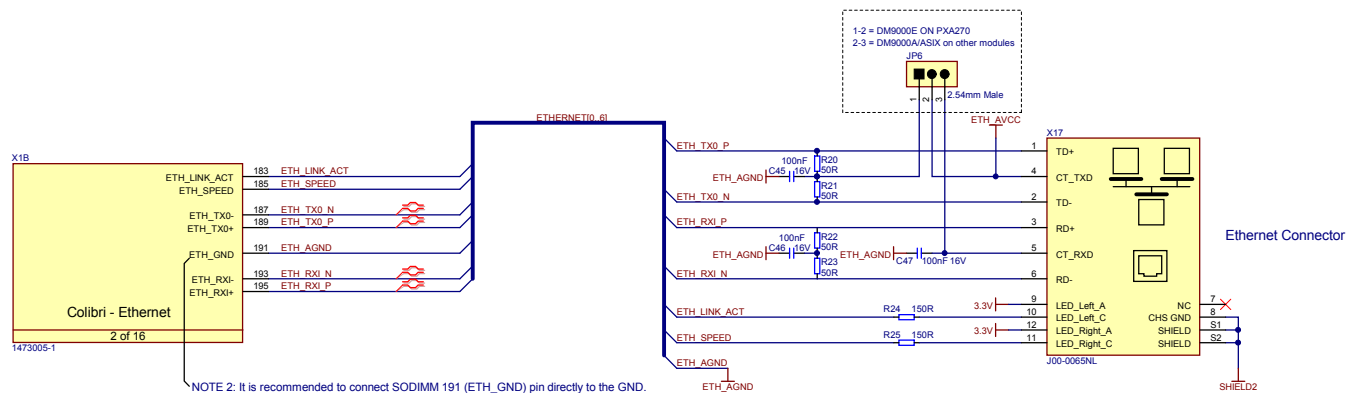 1-2 = DM9000E ON PXA270
2-3 = DM9000A/ASIX on other modules
JP6
1
2
3
2.54mm Male
ETH_AVCC
X1B
ETH_LINK_ACT
ETH_SPEED
ETH_TX0-
ETH_TX0+
ETH_GND
ETH_RXI-
ETH_RXI+
Colibri - Ethernet
2 of 16
1473005-1
183 ETH_LINK_ACT
185 ETH_SPEED
187 ETH_TX0_N
189 ETH_TX0_P
191 ETH_AGND
193 ETH_RXI_N
195 ETH_RXI_P
NOTE 2: It is recommended to connect SODIMM 191 (ETH_GND) pin directly to the GND.
ETHERNET[0..6]
ETH_TX0_P
100nF
R20
50R
ETH_AGND
C45
16V
R21
50R
ETH_TX0_N
ETH_RXI_P
100nF
R22
50R
ETH_AGND
C46
16V
ETH_AGND
C47
100nF 16V
R23
50R
ETH_RXI_N
ETH_LINK_ACT
R24 150R
ETH_SPEED
R25 150R
ETH_AGND
ETH_AGND
3.3V
3.3V
X17
1 TD+
4 CT_TXD
2 TD-
3 RD+
5 CT_RXD
6 RD-
9 LED_Left_A
10 LED_Left_C
12 LED_Right_A
11 LED_Right_C
NC 7
CHS GND 8
SHIELD S1
SHIELD S2
J00-0065NL
SHIELD2
Ethernet Connector